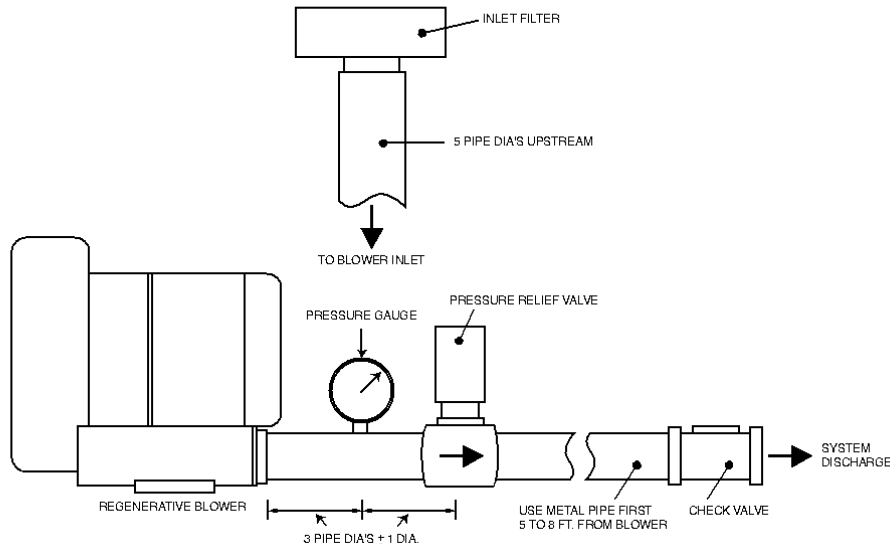 INLET FILTER
5 PIPE DIA'S UPSTREAM
TO BLOWER INLET
PRESSURE RELIEF VALVE
PRESSURE GAUGE
SYSTEM
DISCHARGE
REGENERATIVE BLOWER
USE METAL PIPE FIRST
5 TO 8 FT. FROM BLOWER
CHECK VALVE
3 PIPE DIA'S ± 1 DIA.